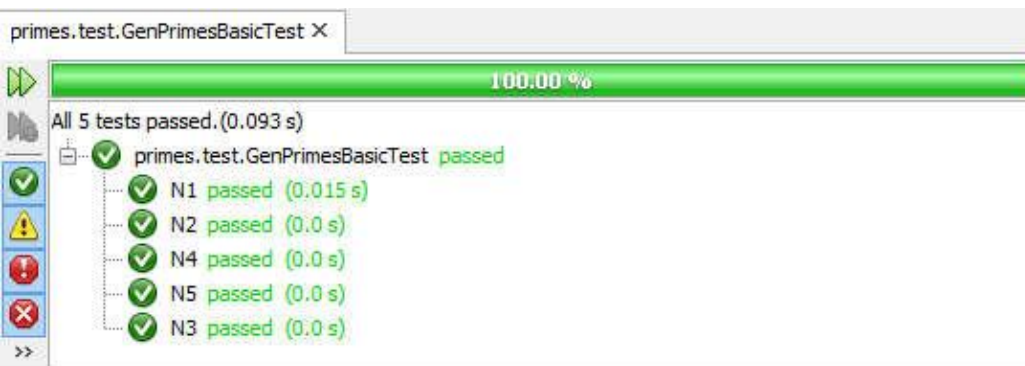 primes.test.GenPrimesBasicTest
100.00 %
All 5 tests passed.(0.093 s)
primes.test.GenPrimesBasicTest passed
N1 passed (0.015 s)
N2 passed (0.0 s)
N4 passed (0.0 s)
N5 passed (0.0 s)
N3 passed (0.0 s)
>>